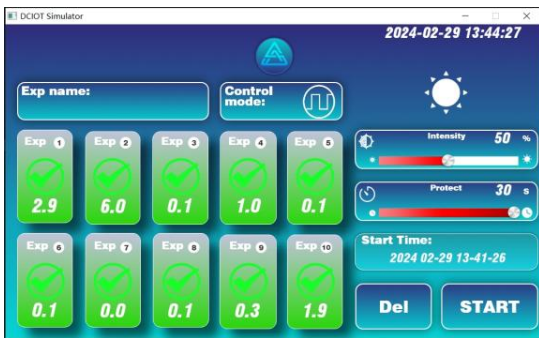 DCIOT Simulator
2024-02-29 13:44:27
Exp name:
Control
mode:
Intensity 50 %
Protect 30 s
Exp 1 Exp 2 Exp 3 Exp 4 Exp 5
2.9 6.0 0.1 1.0 0.1
Exp 6 Exp 7 Exp 8 Exp 9 Exp 10
0.1 0.0 0.1 0.3 1.9
Start Time:
2024 02-29 13-41-26
Del START